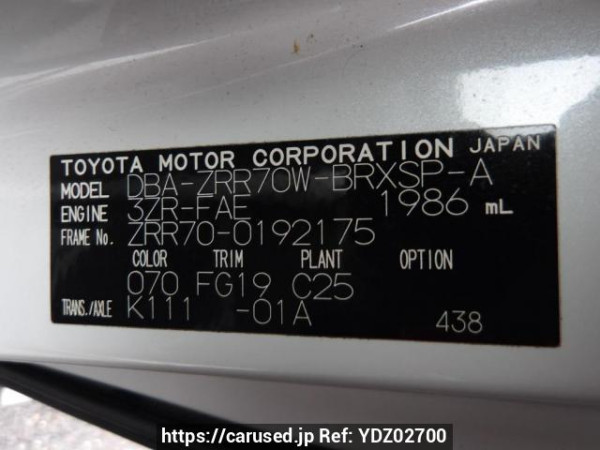 TOYOTA MOTOR CORPORATION JAPAN
MODEL DBA-ZRR70W-BRXSP-A
ENGINE 3ZR-FAE 1986 mL
FRAME NO. ZRR70-0192175
COLOR TRIM PLANT OPTION
070 FG19 C25
TRANS./AXLE K111 -01A
438
https://carused.jp Ref: YDZ02700